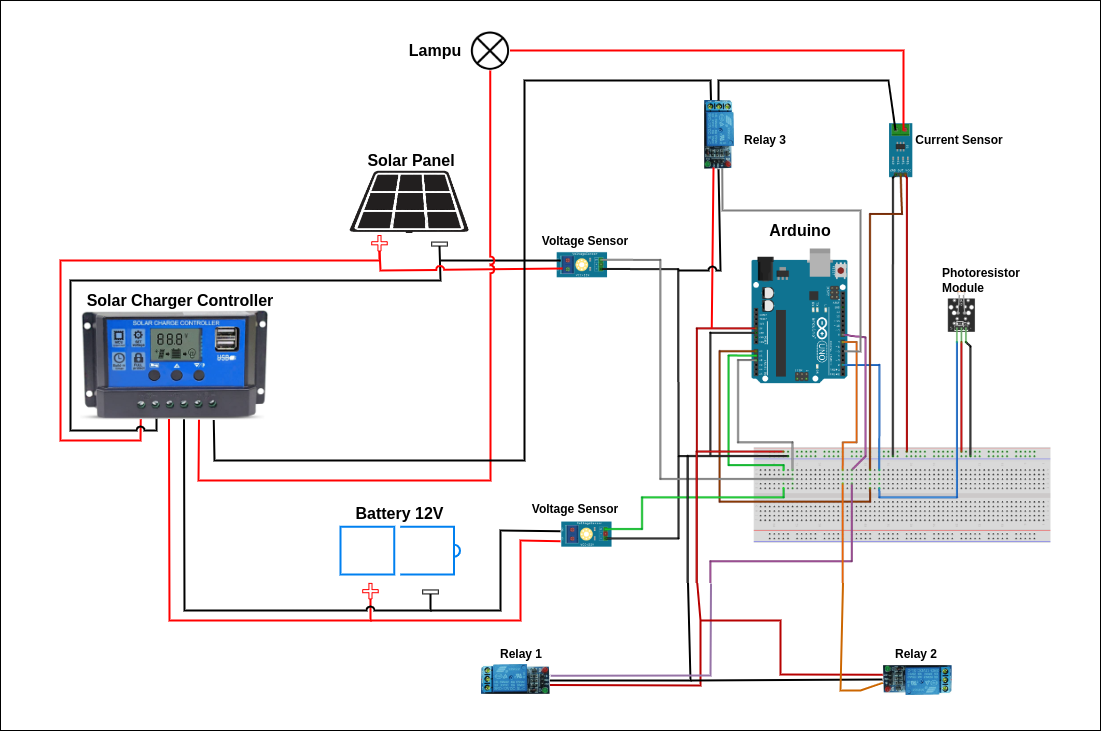 Lampu
Relay 3
Current Sensor
Solar Panel
Arduino
Voltage Sensor
Photoresistor
Module
Solar Charger Controller
SOLAR CHARGE CONTROLLER
USB
UNO
Battery 12V
Voltage Sensor
Relay 1
Relay 2